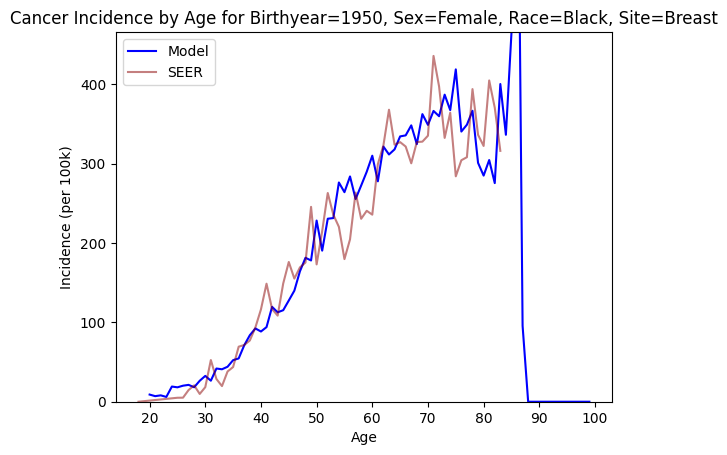 Cancer Incidence by Age for Birthyear=1950, Sex=Female, Race=Black, Site=Breast
Model
SEER
Incidence (per 100k)
400
300
200
100
0
20 30 40 50 60 70 80 90 100
Age